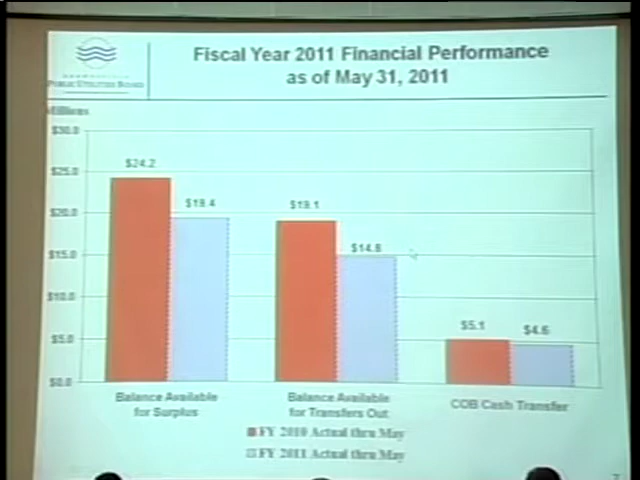 Fiscal Year 2011 Financial Performance
as of May 31, 2011
PUBLIC UTILITIES BOARD
Millions
$30.0
$25.0
$20.0
$15.0
$10.0
$5.0
$0.0
$24.2
$19.4
$19.1
$14.8
$5.1
$4.6
Balance Available
for Surplus
Balance Available
for Transfers Out
COB Cash Transfer
FY 2010 Actual thru May
FY 2011 Actual thru May
7